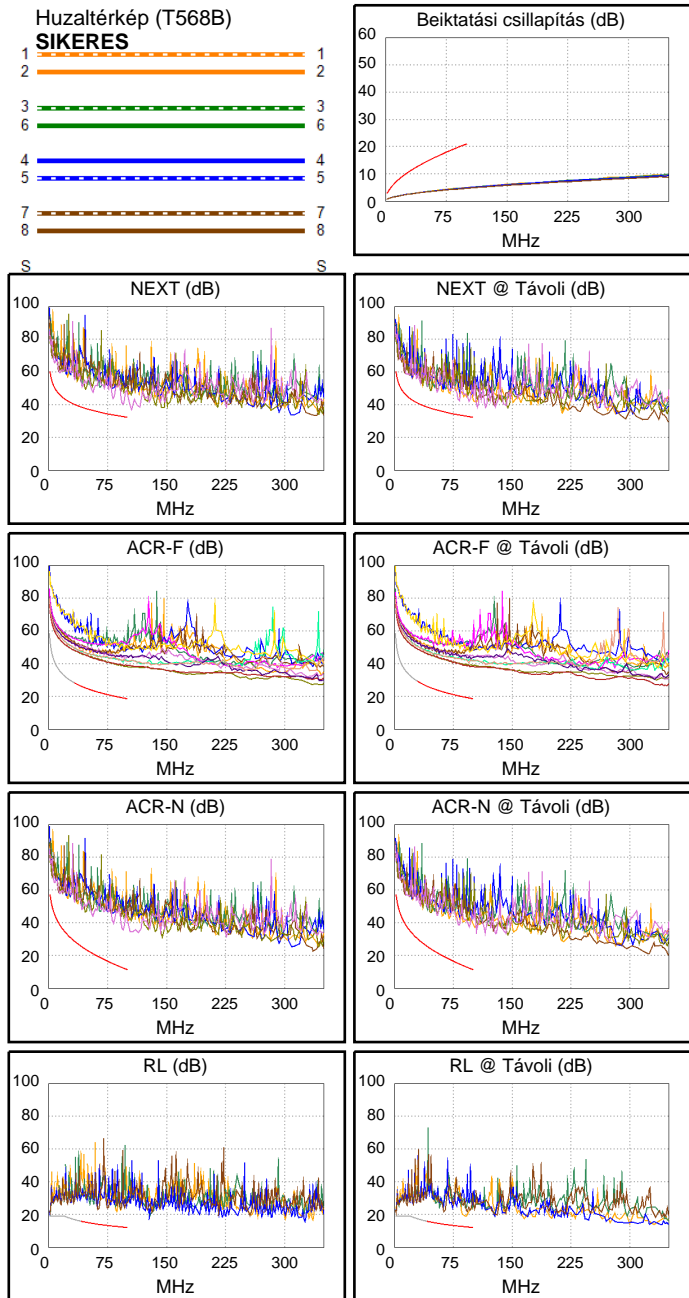 Huzaltérkép (T568B)
SIKERES
1 1
2 2
3 3
6 6
4 4
5 5
7 7
8 8
S S
Beiktatási csillapítás (dB)
60
50
40
30
20
10
0
0 75 150 225 300
MHz
NEXT (dB)
100
80
60
40
20
0
0 75 150 225 300
MHz
NEXT @ Távoli (dB)
100
80
60
40
20
0
0 75 150 225 300
MHz
ACR-F (dB)
100
80
60
40
20
0
0 75 150 225 300
MHz
ACR-F @ Távoli (dB)
100
80
60
40
20
0
0 75 150 225 300
MHz
ACR-N (dB)
100
80
60
40
20
0
0 75 150 225 300
MHz
ACR-N @ Távoli (dB)
100
80
60
40
20
0
0 75 150 225 300
MHz
RL (dB)
100
80
60
40
20
0
0 75 150 225 300
MHz
RL @ Távoli (dB)
100
80
60
40
20
0
0 75 150 225 300
MHz